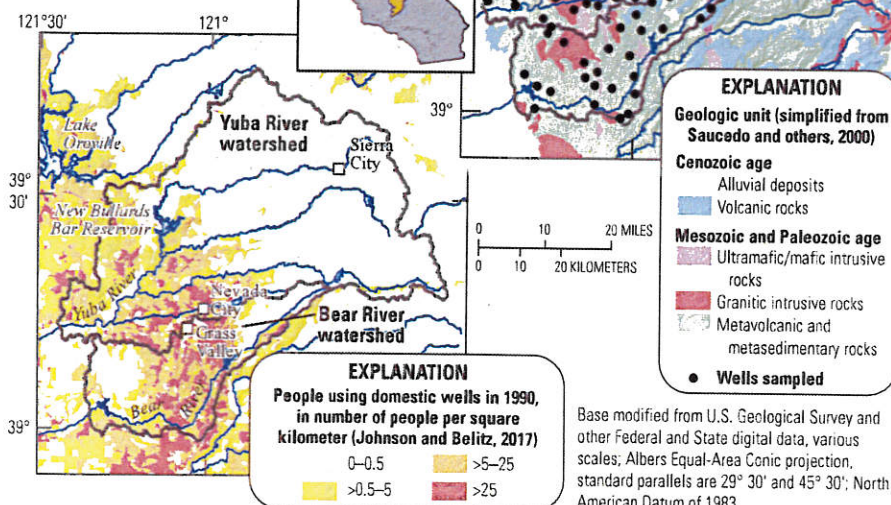 121°30'
121°
Lake
Oroville
Yuba River
watershed
Sierra
City
39°
30'
New Bullards
Bar Reservoir
Yuba River
Nevada
City
Grass
Valley
Bear River
watershed
Bear
River
39°
EXPLANATION
People using domestic wells in 1990,
in number of people per square
kilometer (Johnson and Belitz, 2017)
0–0.5
>5–25
>0.5–5
>25
39°
0 10 20 MILES
0 10 20 KILOMETERS
EXPLANATION
Geologic unit (simplified from
Saucedo and others, 2000)
Cenozoic age
Alluvial deposits
Volcanic rocks
Mesozoic and Paleozoic age
Ultramafic/mafic intrusive
rocks
Granitic intrusive rocks
Metavolcanic and
metasedimentary rocks
Wells sampled
Base modified from U.S. Geological Survey and
other Federal and State digital data, various
scales; Albers Equal-Area Conic projection,
standard parallels are 29° 30' and 45° 30'; North
American Datum of 1983